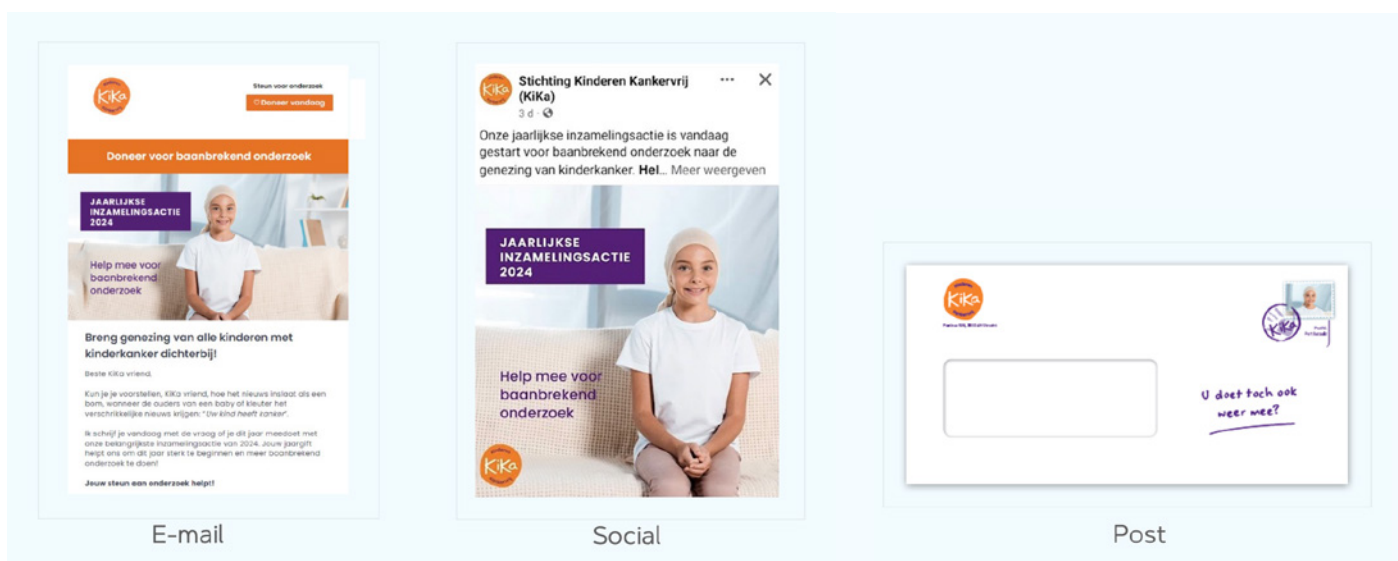 KiKa
Steun voor onderzoek
Doneer vandaag
Doneer voor baanbrekend onderzoek
JAARLIJKSE
INZAMELINGSACTIE
2024
Help mee voor
baanbrekend
onderzoek
Breng genezing van alle kinderen met
kinderkanker dichterbij!
Beste KiKa vriend,
Kun je je voorstellen, KiKa vriend, hoe het nieuws inslaat als een
bom, wanneer de ouders van een baby of kleuter het
verschrikkelijke nieuws krijgen: "Uw kind heeft kanker".
Ik schrijf je vandaag met de vraag of je dit jaar meedoet met
onze belangrijkste inzamelingsactie van 2024. Jouw jaargift
helpt ons om dit jaar sterk te beginnen en meer baanbrekend
onderzoek te doen!
Jouw steun aan onderzoek helpt!
E-mail
KiKa
Stichting Kinderen Kankervrij
(KiKa)
3 d
Onze jaarlijkse inzamelingsactie is vandaag
gestart voor baanbrekend onderzoek naar de
genezing van kinderkanker. Hel... Meer weergeven
JAARLIJKSE
INZAMELINGSACTIE
2024
Help mee voor
baanbrekend
onderzoek
KiKa
Social
KiKa
KiKa
U doet toch ook
weer mee?
Post